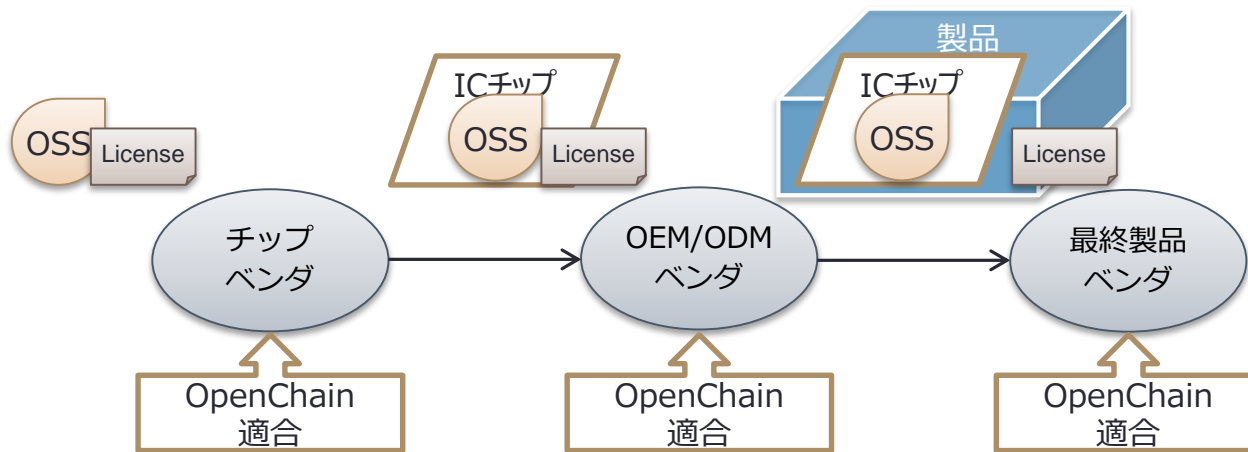 製品
ICチップ
ICチップ
OSS
License
OSS
License
OSS
License
チップ
ベンダ
OEM/ODM
ベンダ
最終製品
ベンダ
OpenChain
適合
OpenChain
適合
OpenChain
適合